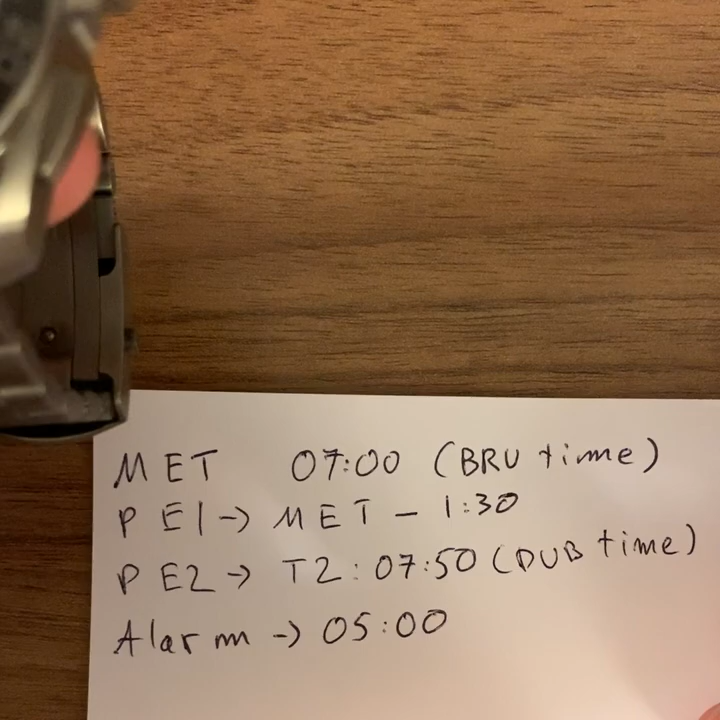 MET 07:00 (BRU time)
PE1→ MET - 1:30
PE2→ T2: 07:50 (DUB time)
Alarm → 05:00